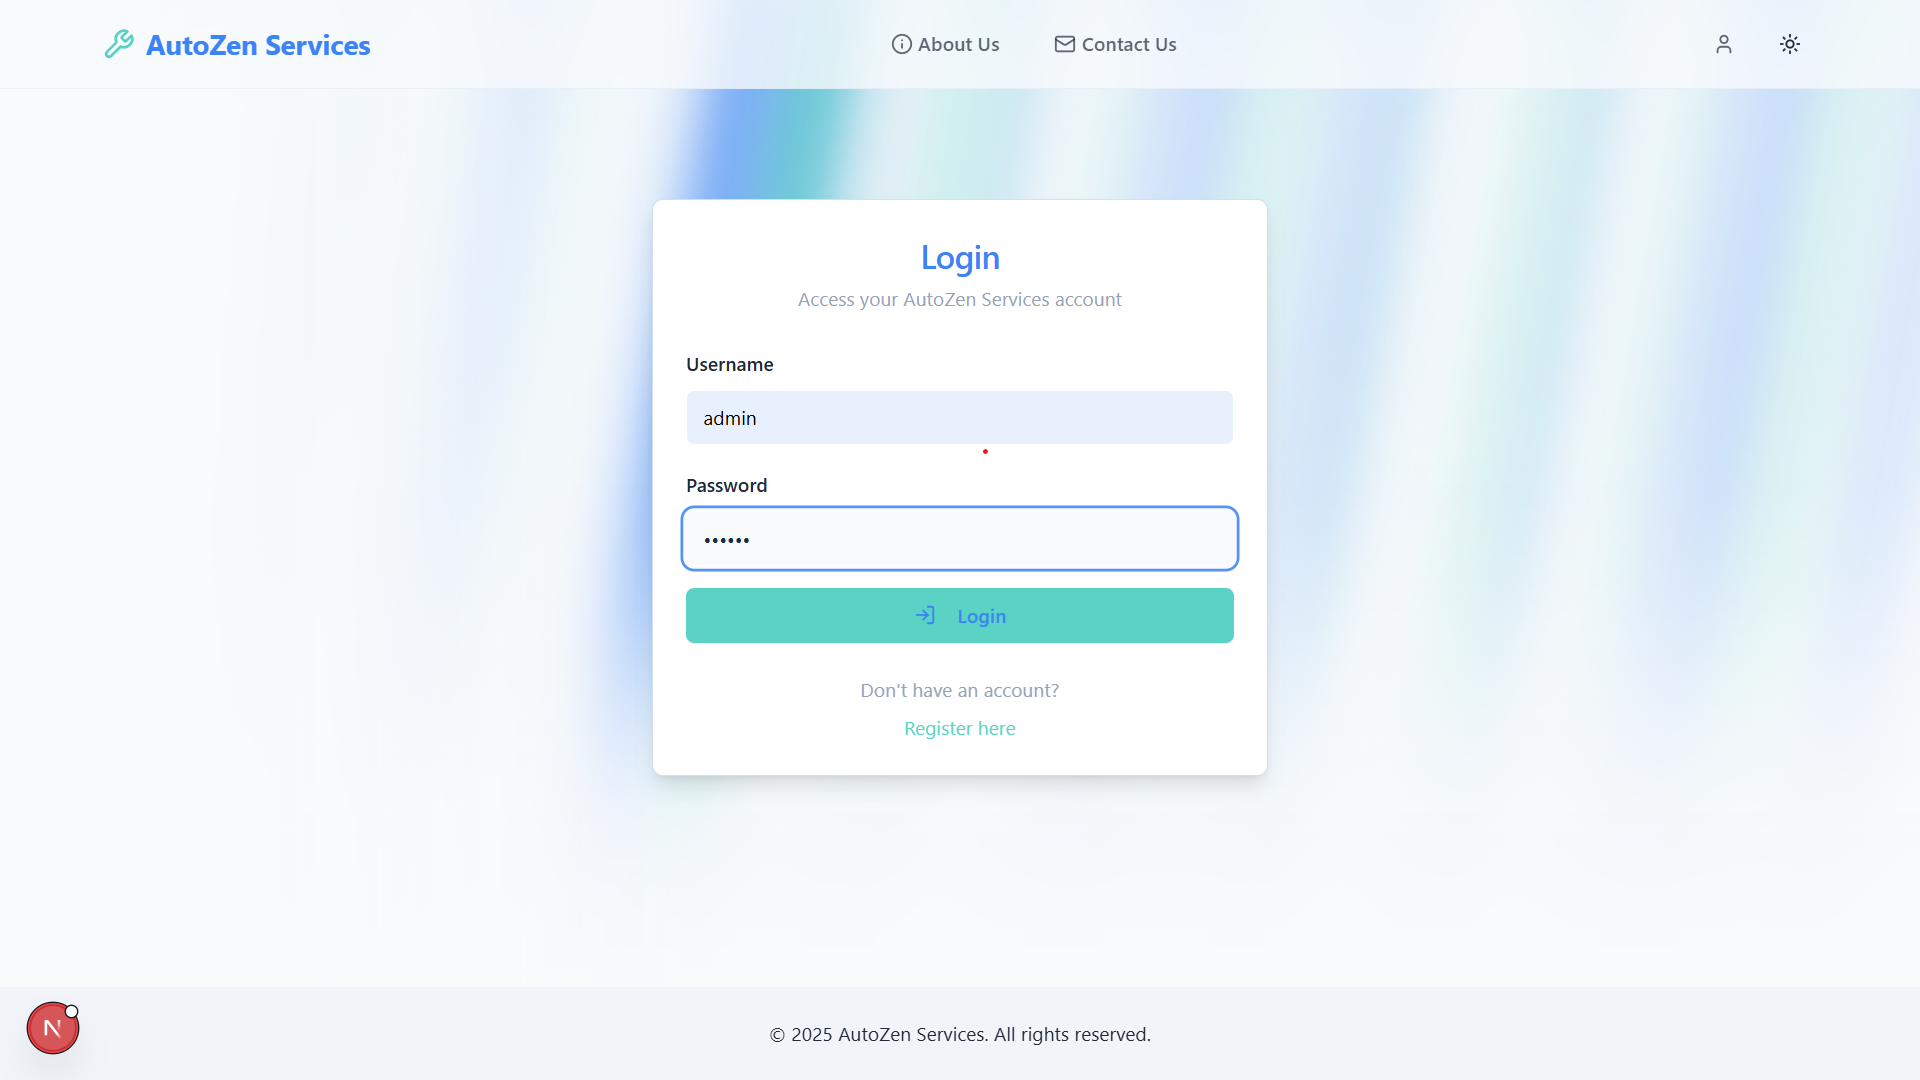 AutoZen Services
About Us
Contact Us
Login
Access your AutoZen Services account
Username
admin
Password
••••••
Login
Don't have an account?
Register here
N
© 2025 AutoZen Services. All rights reserved.